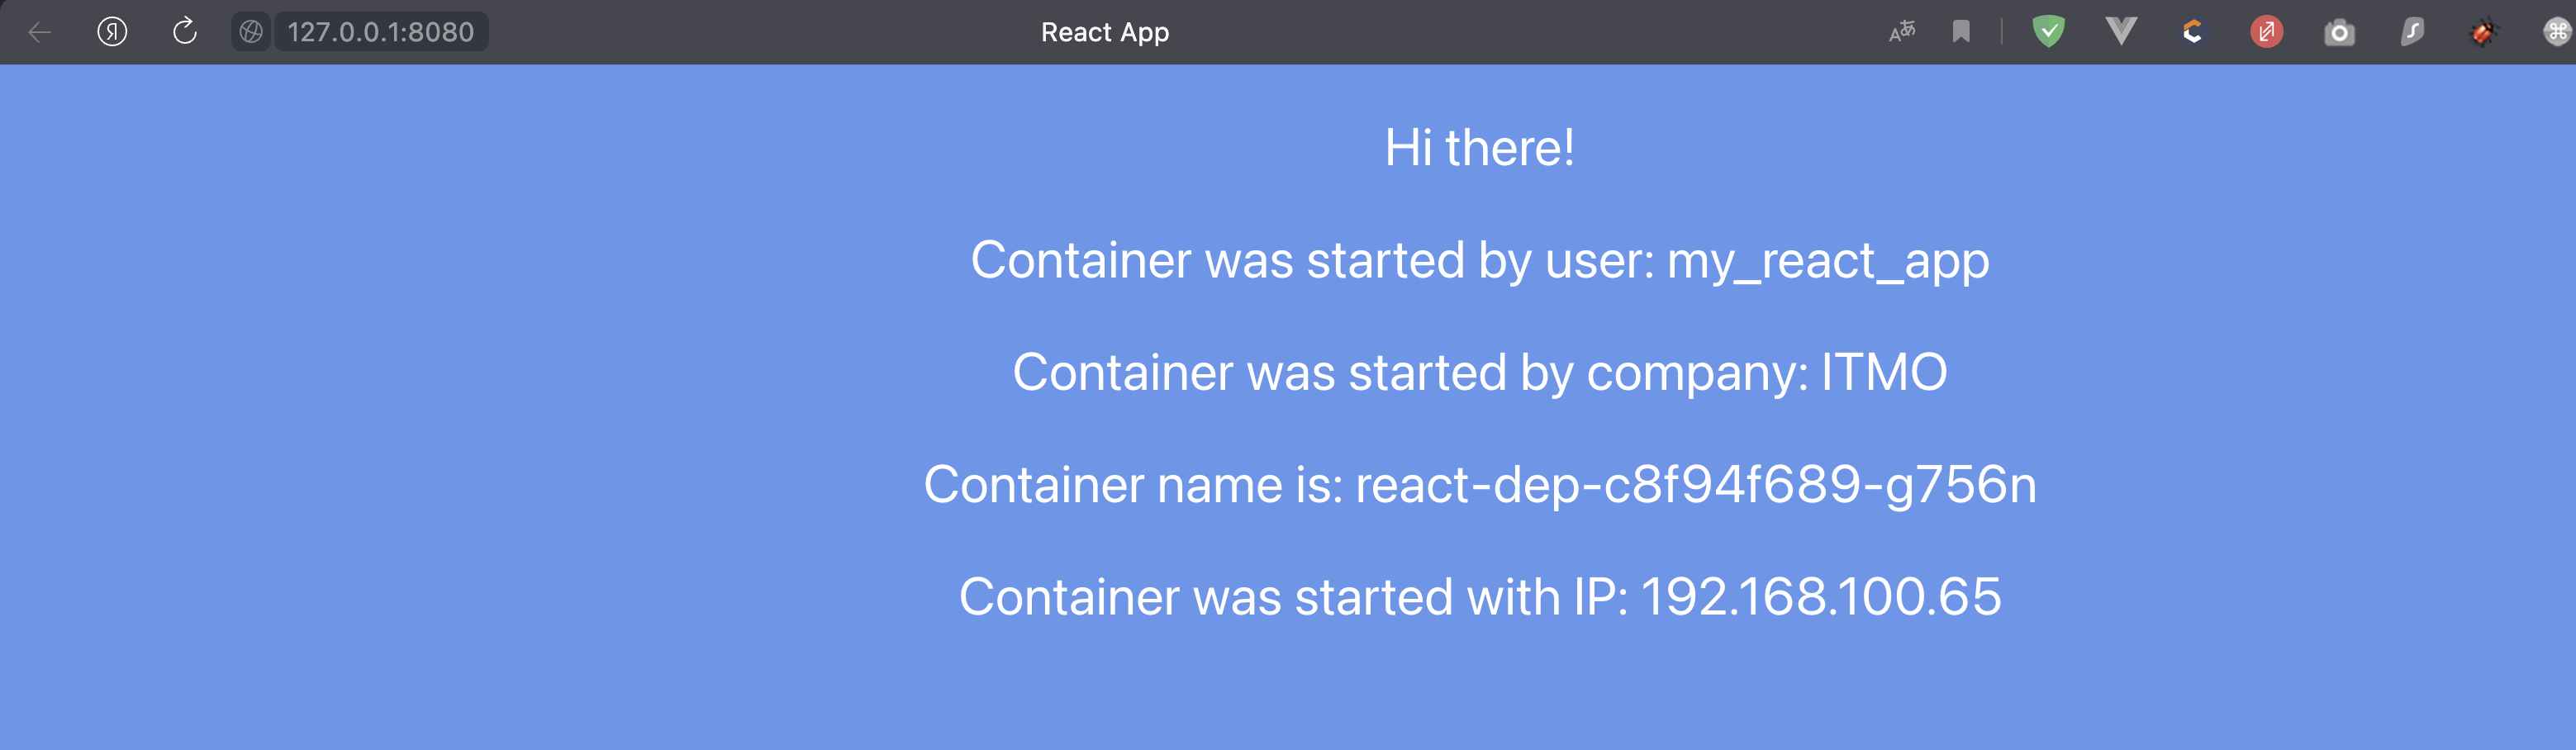 127.0.0.1:8080
React App
Hi there!
Container was started by user: my_react_app
Container was started by company: ITMO
Container name is: react-dep-c8f94f689-g756n
Container was started with IP: 192.168.100.65